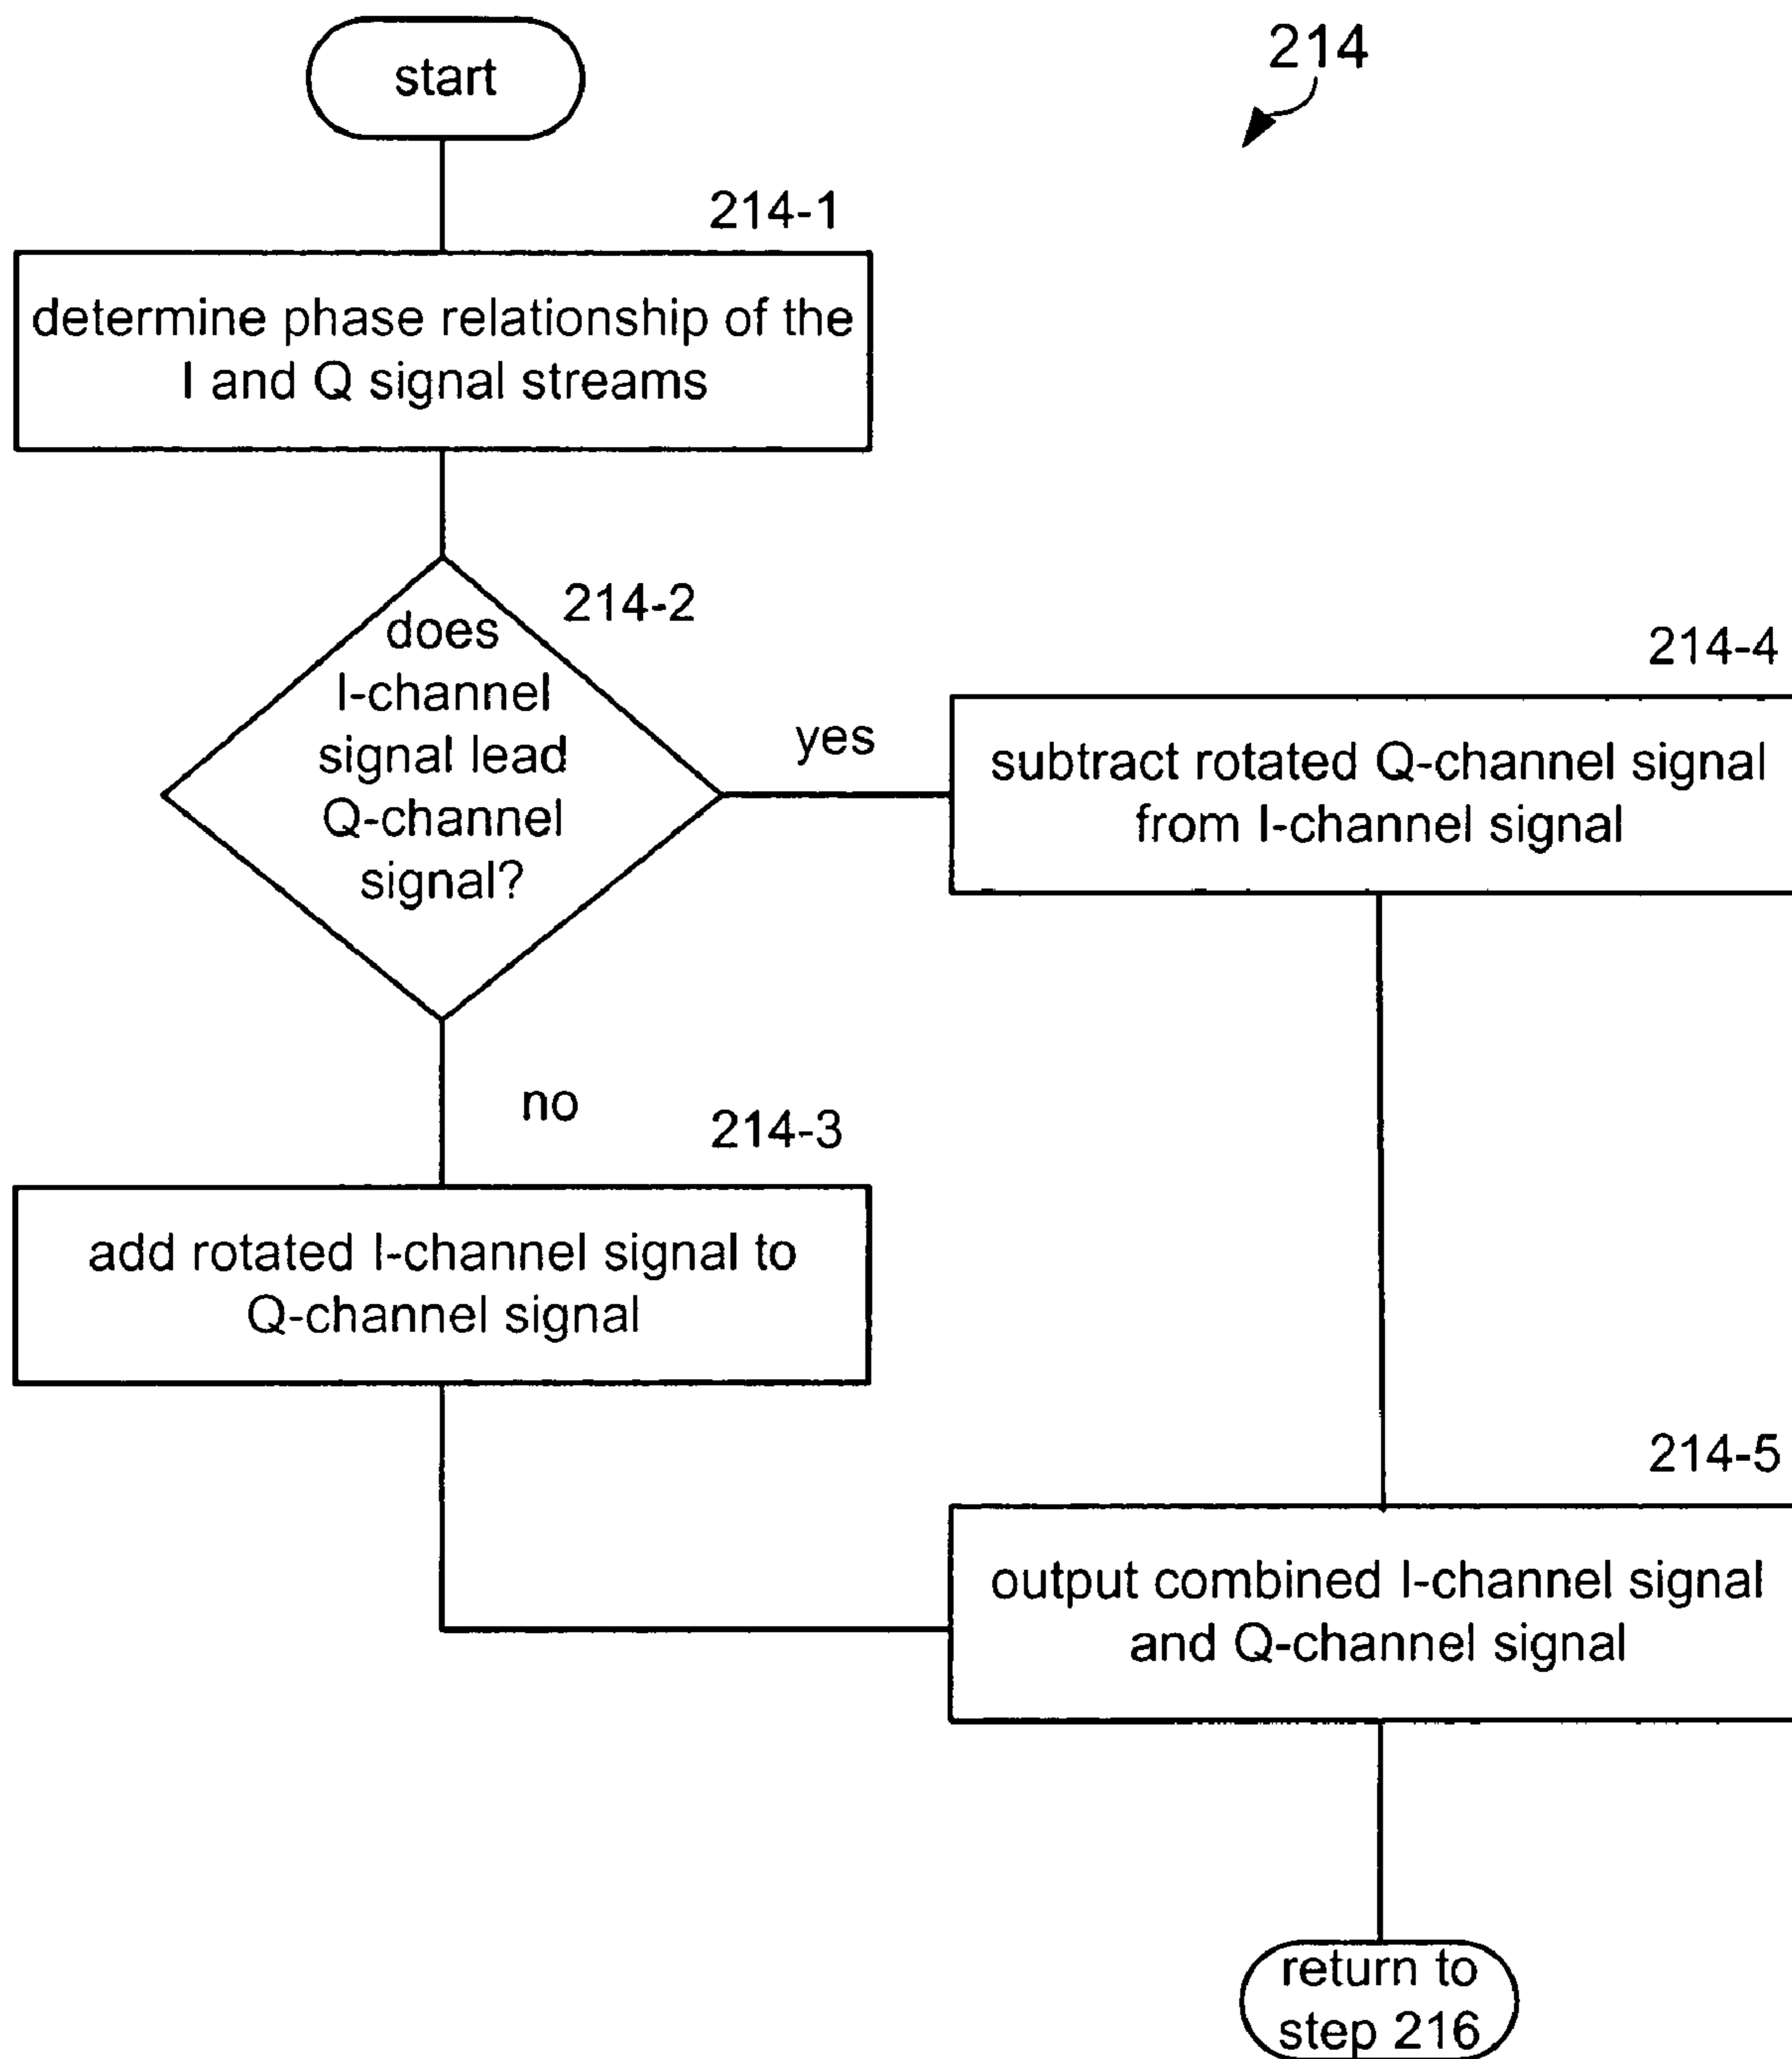 start
214
214-1
determine phase relationship of the
I and Q signal streams
214-2
does
I-channel
signal lead
Q-channel
signal?
yes
214-4
subtract rotated Q-channel signal
from I-channel signal
no
214-3
add rotated I-channel signal to
Q-channel signal
214-5
output combined I-channel signal
and Q-channel signal
return to
step 216